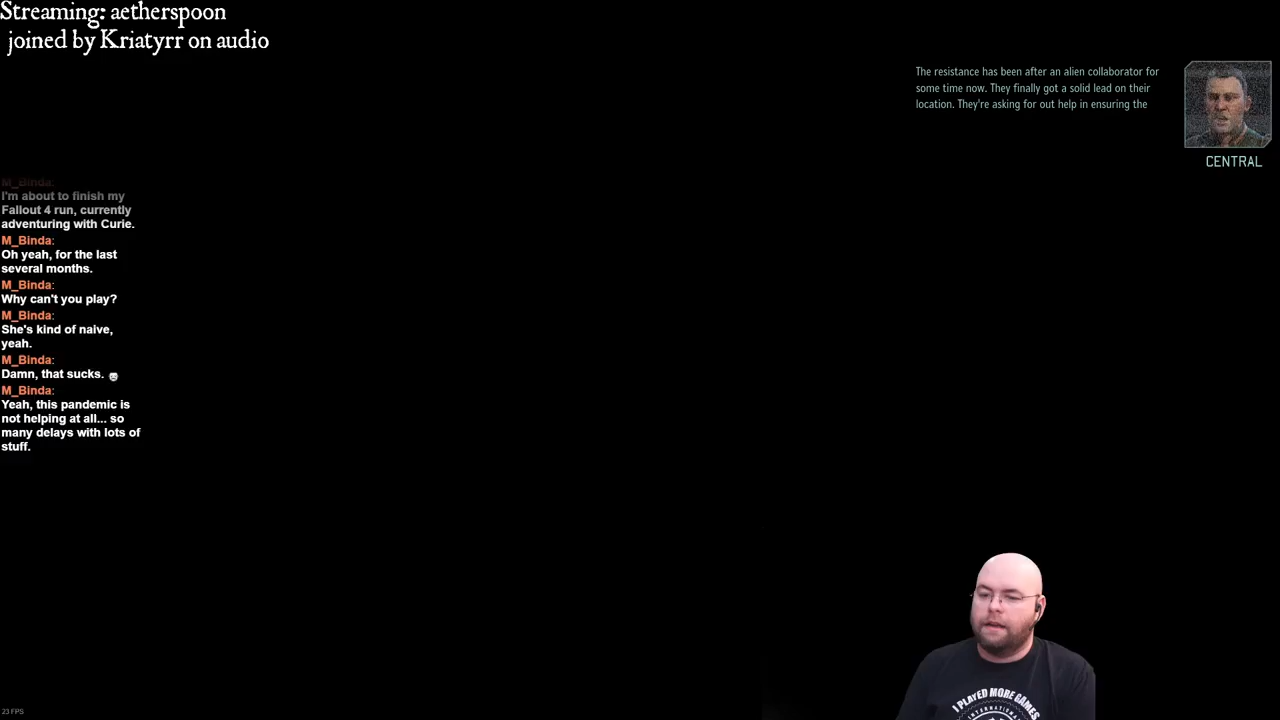 Streaming: aetherspoon
joined by Kriatyrr on audio
The resistance has been after an alien collaborator for
some time now. They finally got a solid lead on their
location. They're asking for out help in ensuring the
CENTRAL
M_Binda:
I'm about to finish my
Fallout 4 run, currently
adventuring with Curie.
M_Binda:
Oh yeah, for the last
several months.
M_Binda:
Why can't you play?
M_Binda:
She's kind of naive,
yeah.
M_Binda:
Damn, that sucks.
M_Binda:
Yeah, this pandemic is
not helping at all... so
many delays with lots of
stuff.
I PLAYED MORE GAMES
INTERNATIONAL
23 FPS